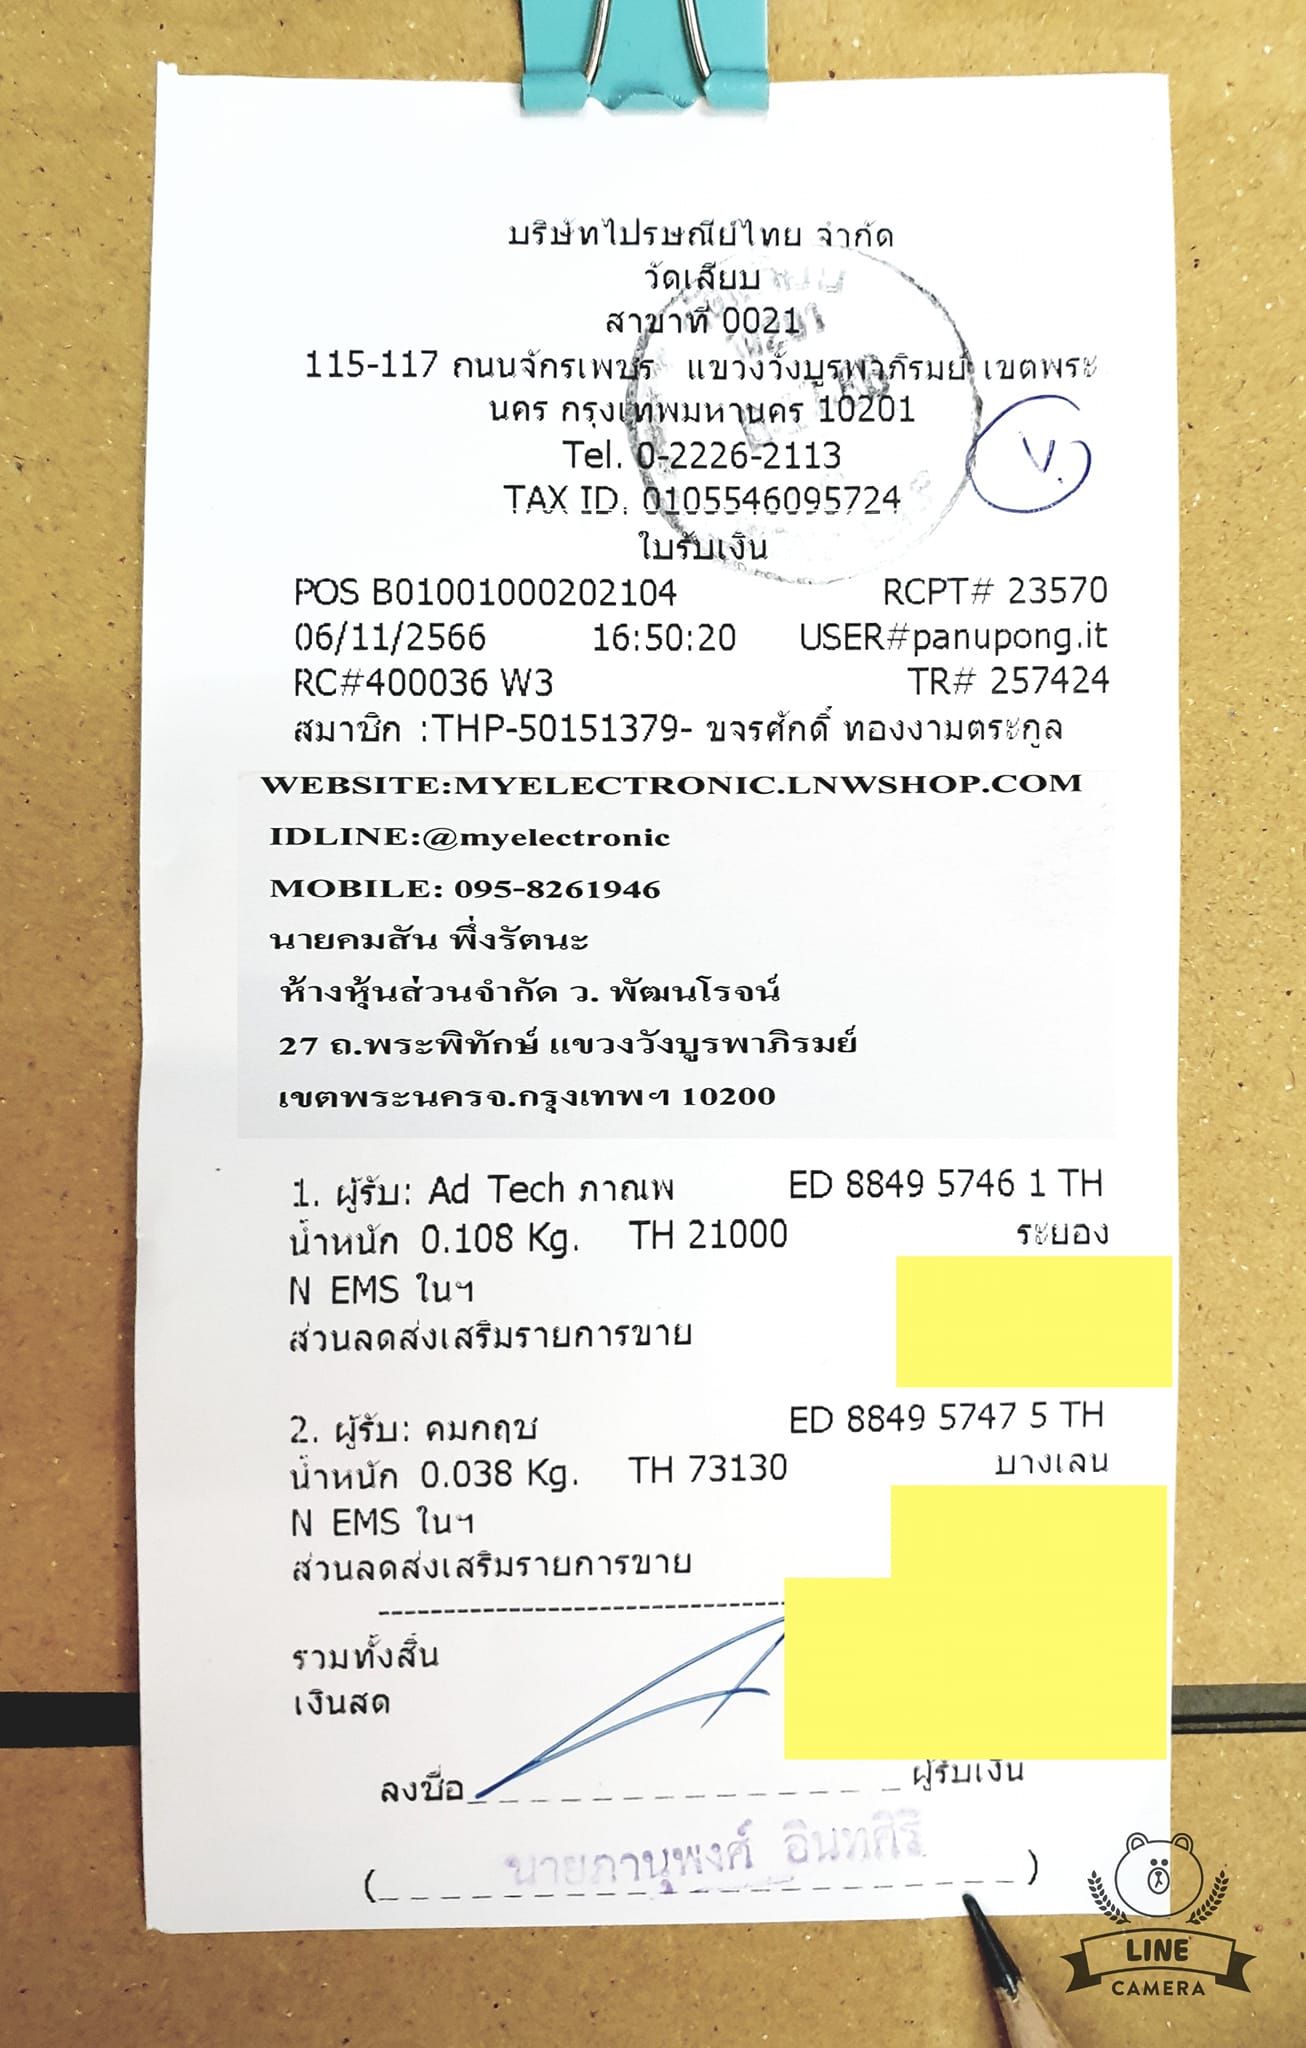 บริษัทไปรษณีย์ไทย จำกัด
วัดเลียบ
สาขาที่ 0021
115-117 ถนนจักรเพชร แขวงวังบูรพาภิรมย์ เขตพระ
นคร กรุงเทพมหานคร 10201
Tel. 0-2226-2113
TAX ID. 0105546095724
ใบรับเงิน
POS B01001000202104 RCPT# 23570
06/11/2566 16:50:20 USER#panupong.it
RC#400036 W3 TR# 257424
สมาชิก :THP-50151379- ขจรศักดิ์ ทองงามตระกูล
WEBSITE:MYELECTRONIC.LNWSHOP.COM
IDLINE:@myelectronic
MOBILE: 095-8261946
นายคมสัน พึ่งรัตนะ
ห้างหุ้นส่วนจำกัด ว. พัฒนโรจน์
27 ถ.พระพิทักษ์ แขวงวังบูรพาภิรมย์
เขตพระนครจ.กรุงเทพฯ 10200
1. ผู้รับ: Ad Tech ภาณพ ED 8849 5746 1 TH
น้ำหนัก 0.108 Kg. TH 21000 ระยอง
N EMS ในฯ
ส่วนลดส่งเสริมรายการขาย
2. ผู้รับ: คมกฤษ ED 8849 5747 5 TH
น้ำหนัก 0.038 Kg. TH 73130 บางเลน
N EMS ในฯ
ส่วนลดส่งเสริมรายการขาย
รวมทั้งสิ้น
เงินสด
ลงชื่อ ผู้รับเงิน
(นายภานุพงศ์ อินทศิริ)
LINE
CAMERA